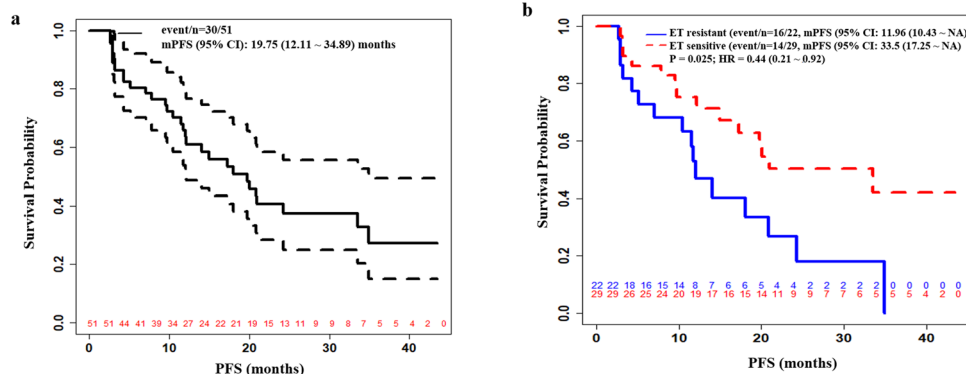 a
event/n=30/51
mPFS (95% CI): 19.75 (12.11 ~ 34.89) months
Survival Probability
1.0
0.8
0.6
0.4
0.2
0.0
51 51 44 41 39 34 27 24 22 21 19 15 13 11 9 9 8 7 5 5 4 2 0
0 10 20 30 40
PFS (months)
b
ET resistant (event/n=16/22, mPFS (95% CI: 11.96 (10.43 ~ NA)
ET sensitive (event/n=14/29, mPFS (95% CI: 33.5 (17.25 ~ NA)
P = 0.025; HR = 0.44 (0.21 ~ 0.92)
Survival Probability
1.0
0.8
0.6
0.4
0.2
0.0
22 22 18 16 15 14 8 7 6 6 5 4 4 2 2 2 2 2 0 0 0 0 0
29 29 26 25 24 20 19 17 16 15 14 11 9 9 7 7 6 5 5 5 4 2 0
0 10 20 30 40
PFS (months)